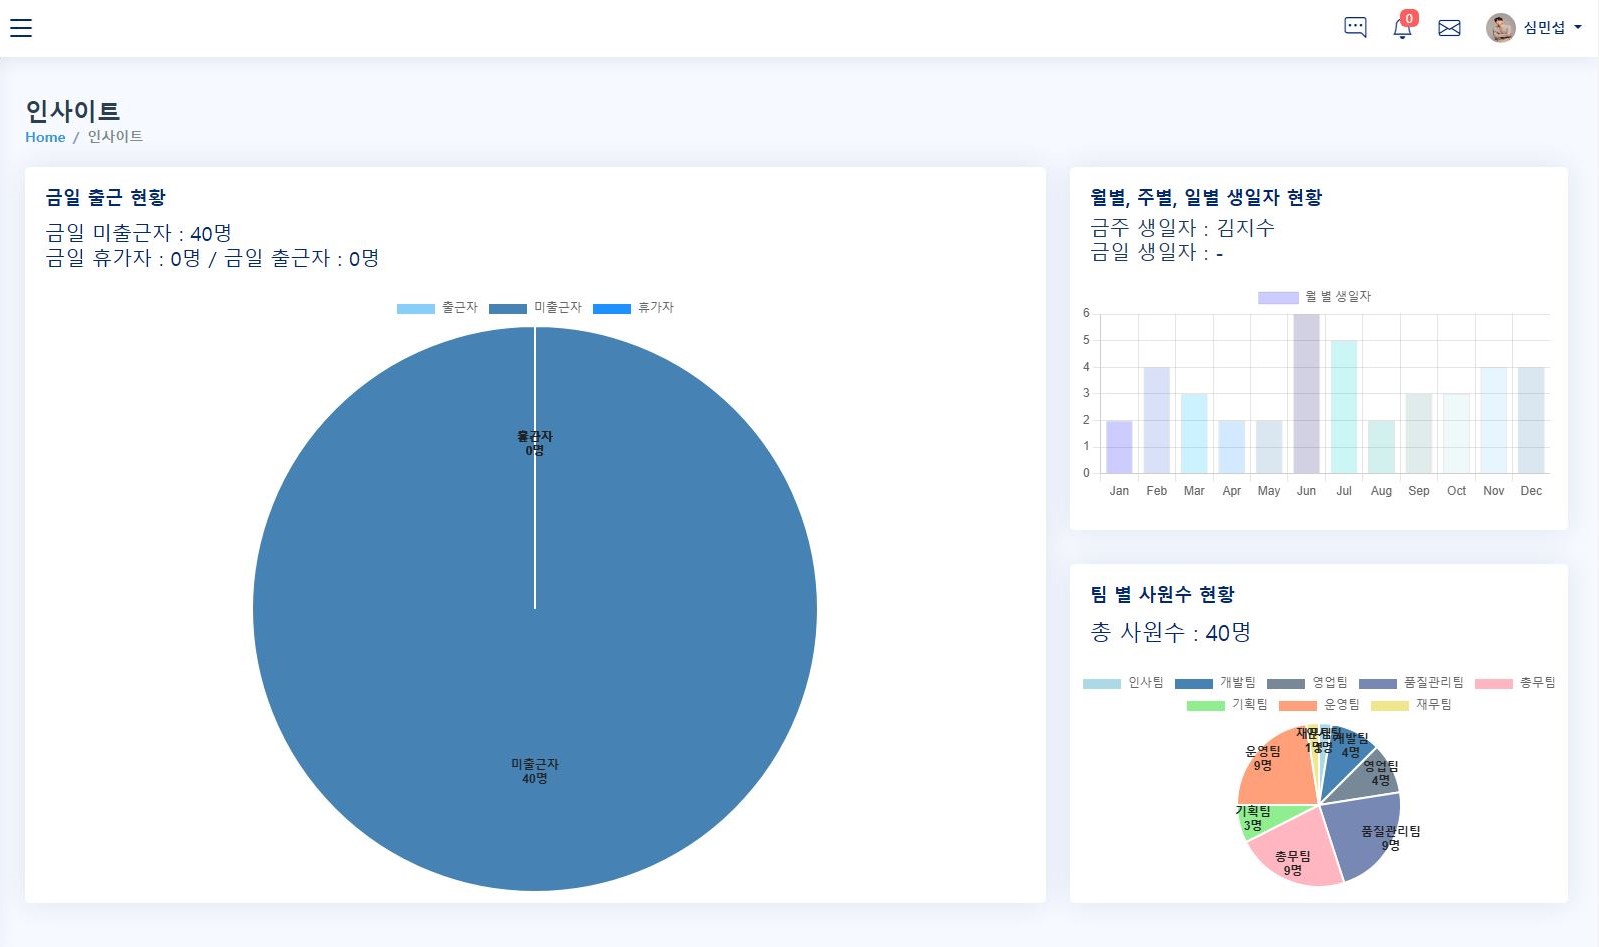 0
심민섭
인사이트
Home / 인사이트
금일 출근 현황
금일 미출근자 : 40명
금일 휴가자 : 0명 / 금일 출근자 : 0명
출근자 미출근자 휴가자
0명
미출근자
40명
월별, 주별, 일별 생일자 현황
금주 생일자 : 김지수
금일 생일자 : -
월 별 생일자
6
5
4
3
2
1
0
Jan Feb Mar Apr May Jun Jul Aug Sep Oct Nov Dec
팀 별 사원수 현황
총 사원수 : 40명
인사팀 개발팀 영업팀 품질관리팀 총무팀
기획팀 운영팀 재무팀
개발팀
4명
영업팀
4명
품질관리팀
9명
총무팀
9명
기획팀
3명
운영팀
9명